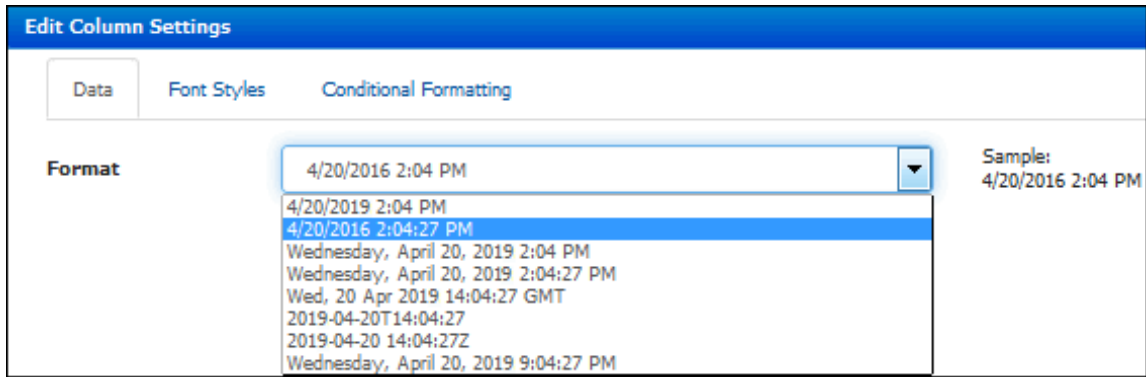 Edit Column Settings
Data Font Styles Conditional Formatting
Format
4/20/2016 2:04 PM
Sample:
4/20/2016 2:04 PM
4/20/2019 2:04 PM
4/20/2016 2:04:27 PM
Wednesday, April 20, 2019 2:04 PM
Wednesday, April 20, 2019 2:04:27 PM
Wed, 20 Apr 2019 14:04:27 GMT
2019-04-20T14:04:27
2019-04-20 14:04:27Z
Wednesday, April 20, 2019 9:04:27 PM